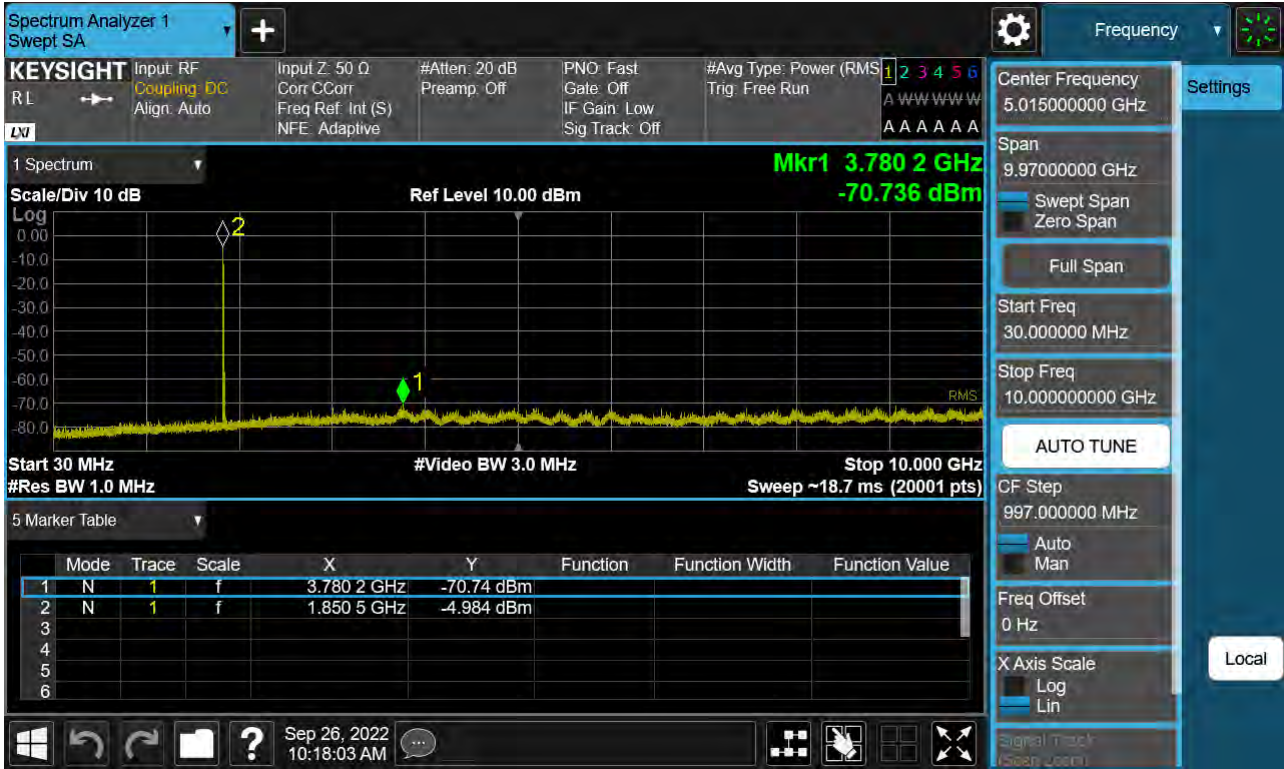 Spectrum Analyzer 1
Swept SA
+
Frequency
KEYSIGHT
RL
LXI
Input: RF
Coupling: DC
Align: Auto
Input Z: 50 Ω
Corr CCorr
Freq Ref: Int (S)
NFE: Adaptive
#Atten: 20 dB
Preamp: Off
PNO: Fast
Gate: Off
IF Gain: Low
Sig Track: Off
#Avg Type: Power (RMS
Trig: Free Run
1 2 3 4 5 6
A W W W W W
A A A A A A
1 Spectrum
Scale/Div 10 dB
Ref Level 10.00 dBm
Mkr1 3.780 2 GHz
-70.736 dBm
Log
0.00
-10.0
-20.0
-30.0
-40.0
-50.0
-60.0
-70.0
-80.0
2
1
RMS
Start 30 MHz
#Video BW 3.0 MHz
Stop 10.000 GHz
#Res BW 1.0 MHz
Sweep ~18.7 ms (20001 pts)
5 Marker Table
Mode Trace Scale X Y Function Function Width Function Value
1 N 1 f 3.780 2 GHz -70.74 dBm
2 N 1 f 1.850 5 GHz -4.984 dBm
3
4
5
6
Sep 26, 2022
10:18:03 AM
?
Center Frequency
5.015000000 GHz
Settings
Span
9.97000000 GHz
Swept Span
Zero Span
Full Span
Start Freq
30.000000 MHz
Stop Freq
10.000000000 GHz
AUTO TUNE
CF Step
997.000000 MHz
Auto
Man
Freq Offset
0 Hz
X Axis Scale
Log
Lin
Local
Signal Track
(Span Zoom)